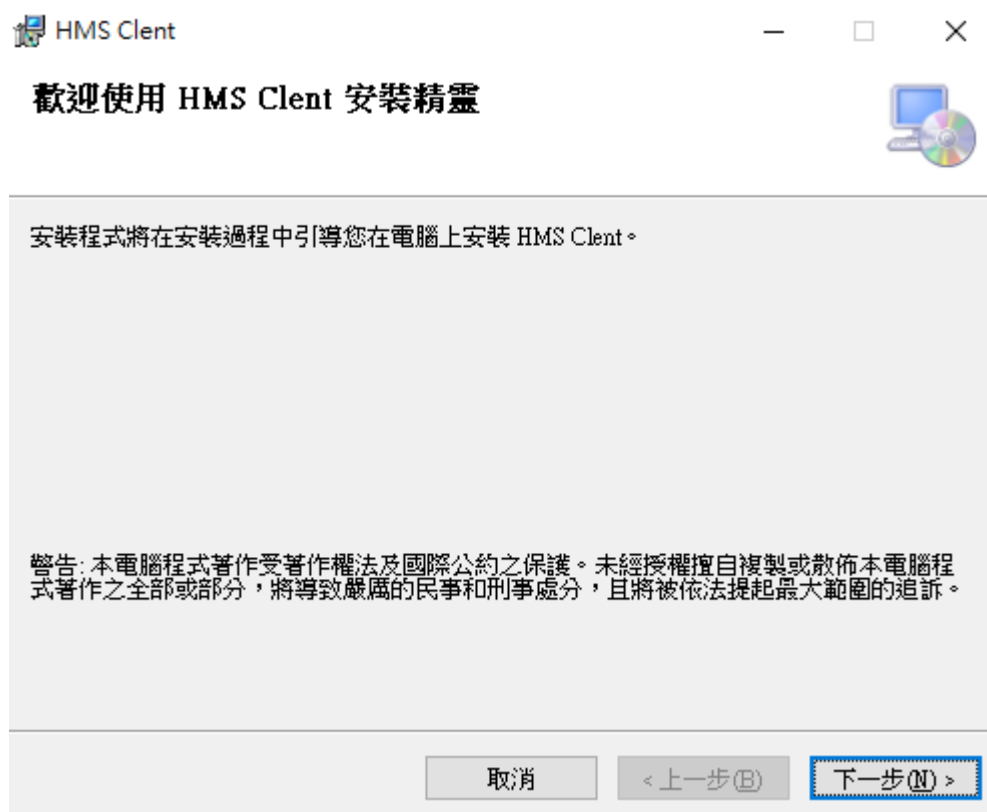 HMS Clent
歡迎使用 HMS Clent 安裝精靈
安裝程式將在安裝過程中引導您在電腦上安裝 HMS Clent。
警告: 本電腦程式著作受著作權法及國際公約之保護。未經授權擅自複製或散佈本電腦程
式著作之全部或部分，將導致嚴厲的民事和刑事處分，且將被依法提起最大範圍的追訴。
取消 < 上一步(B) 下一步(N) >